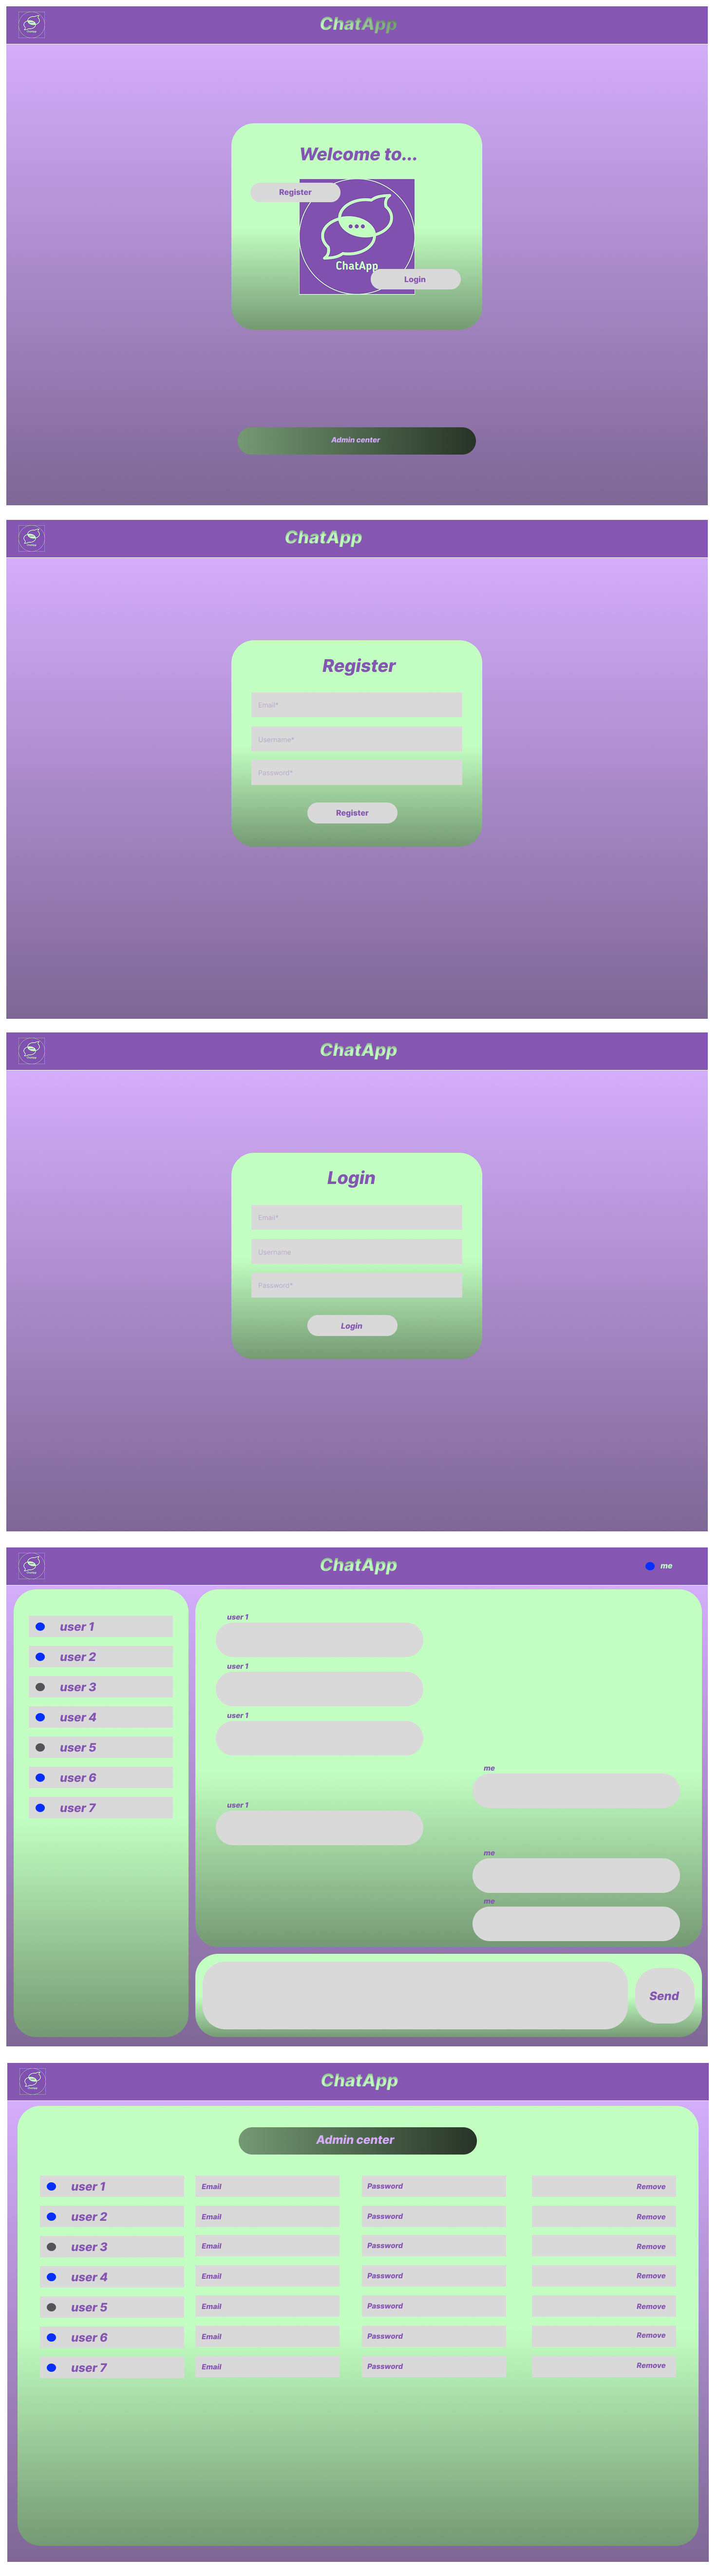 ChatApp
Welcome to...
Register
ChatApp
Login
Admin center
ChatApp
Register
Email*
Username*
Password*
Register
ChatApp
Login
Email*
Username
Password*
Login
ChatApp
me
user 1
user 2
user 3
user 4
user 5
user 6
user 7
user 1
user 1
user 1
me
user 1
me
me
Send
ChatApp
Admin center
user 1 Email Password Remove
user 2 Email Password Remove
user 3 Email Password Remove
user 4 Email Password Remove
user 5 Email Password Remove
user 6 Email Password Remove
user 7 Email Password Remove